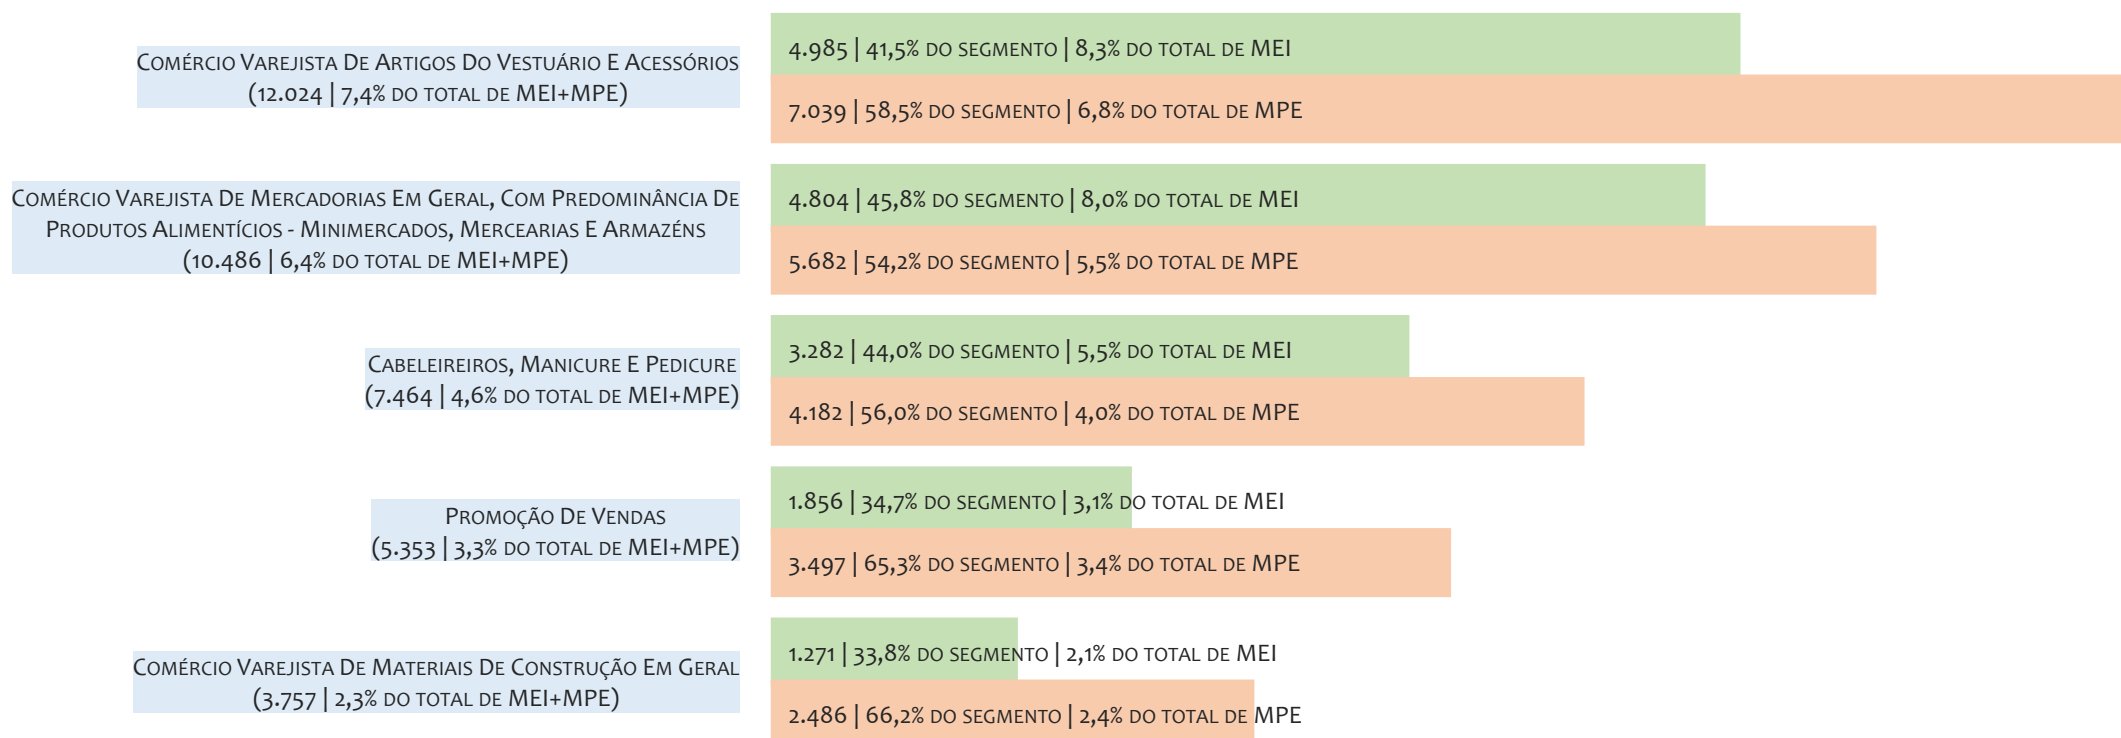 Comércio Varejista De Artigos Do Vestuário E Acessórios
(12.024 | 7,4% do total de MEI+MPE)
4.985 | 41,5% do segmento | 8,3% do total de MEI
7.039 | 58,5% do segmento | 6,8% do total de MPE
Comércio Varejista De Mercadorias Em Geral, Com Predominância De
Produtos Alimentícios - Minimercados, Mercearias E Armazéns
(10.486 | 6,4% do total de MEI+MPE)
4.804 | 45,8% do segmento | 8,0% do total de MEI
5.682 | 54,2% do segmento | 5,5% do total de MPE
Cabeleireiros, Manicure E Pedicure
(7.464 | 4,6% do total de MEI+MPE)
3.282 | 44,0% do segmento | 5,5% do total de MEI
4.182 | 56,0% do segmento | 4,0% do total de MPE
Promoção De Vendas
(5.353 | 3,3% do total de MEI+MPE)
1.856 | 34,7% do segmento | 3,1% do total de MEI
3.497 | 65,3% do segmento | 3,4% do total de MPE
Comércio Varejista De Materiais De Construção Em Geral
(3.757 | 2,3% do total de MEI+MPE)
1.271 | 33,8% do segmento | 2,1% do total de MEI
2.486 | 66,2% do segmento | 2,4% do total de MPE